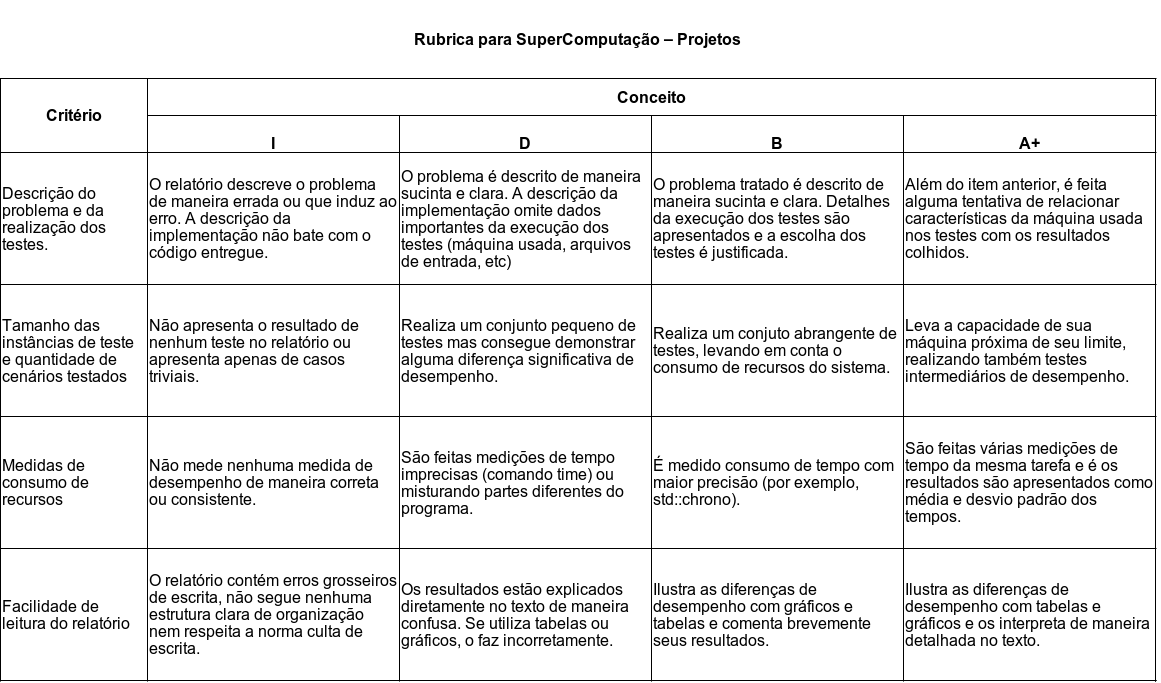 Rubrica para SuperComputação – Projetos
Critério
Conceito
I
D
B
A+
Descrição do
problema e da
realização dos
testes.
O relatório descreve o problema
de maneira errada ou que induz ao
erro. A descrição da
implementação não bate com o
código entregue.
O problema é descrito de maneira
sucinta e clara. A descrição da
implementação omite dados
importantes da execução dos
testes (máquina usada, arquivos
de entrada, etc)
O problema tratado é descrito de
maneira sucinta e clara. Detalhes
da execução dos testes são
apresentados e a escolha dos
testes é justificada.
Além do item anterior, é feita
alguma tentativa de relacionar
características da máquina usada
nos testes com os resultados
colhidos.
Tamanho das
instâncias de teste
e quantidade de
cenários testados
Não apresenta o resultado de
nenhum teste no relatório ou
apresenta apenas de casos
triviais.
Realiza um conjunto pequeno de
testes mas consegue demonstrar
alguma diferença significativa de
desempenho.
Realiza um conjuto abrangente de
testes, levando em conta o
consumo de recursos do sistema.
Leva a capacidade de sua
máquina próxima de seu limite,
realizando também testes
intermediários de desempenho.
Medidas de
consumo de
recursos
Não mede nenhuma medida de
desempenho de maneira correta
ou consistente.
São feitas medições de tempo
imprecisas (comando time) ou
misturando partes diferentes do
programa.
É medido consumo de tempo com
maior precisão (por exemplo,
std::chrono).
São feitas várias medições de
tempo da mesma tarefa e é os
resultados são apresentados como
média e desvio padrão dos
tempos.
Facilidade de
leitura do relatório
O relatório contém erros grosseiros
de escrita, não segue nenhuma
estrutura clara de organização
nem respeita a norma culta de
escrita.
Os resultados estão explicados
diretamente no texto de maneira
confusa. Se utiliza tabelas ou
gráficos, o faz incorretamente.
Ilustra as diferenças de
desempenho com gráficos e
tabelas e comenta brevemente
seus resultados.
Ilustra as diferenças de
desempenho com tabelas e
gráficos e os interpreta de maneira
detalhada no texto.